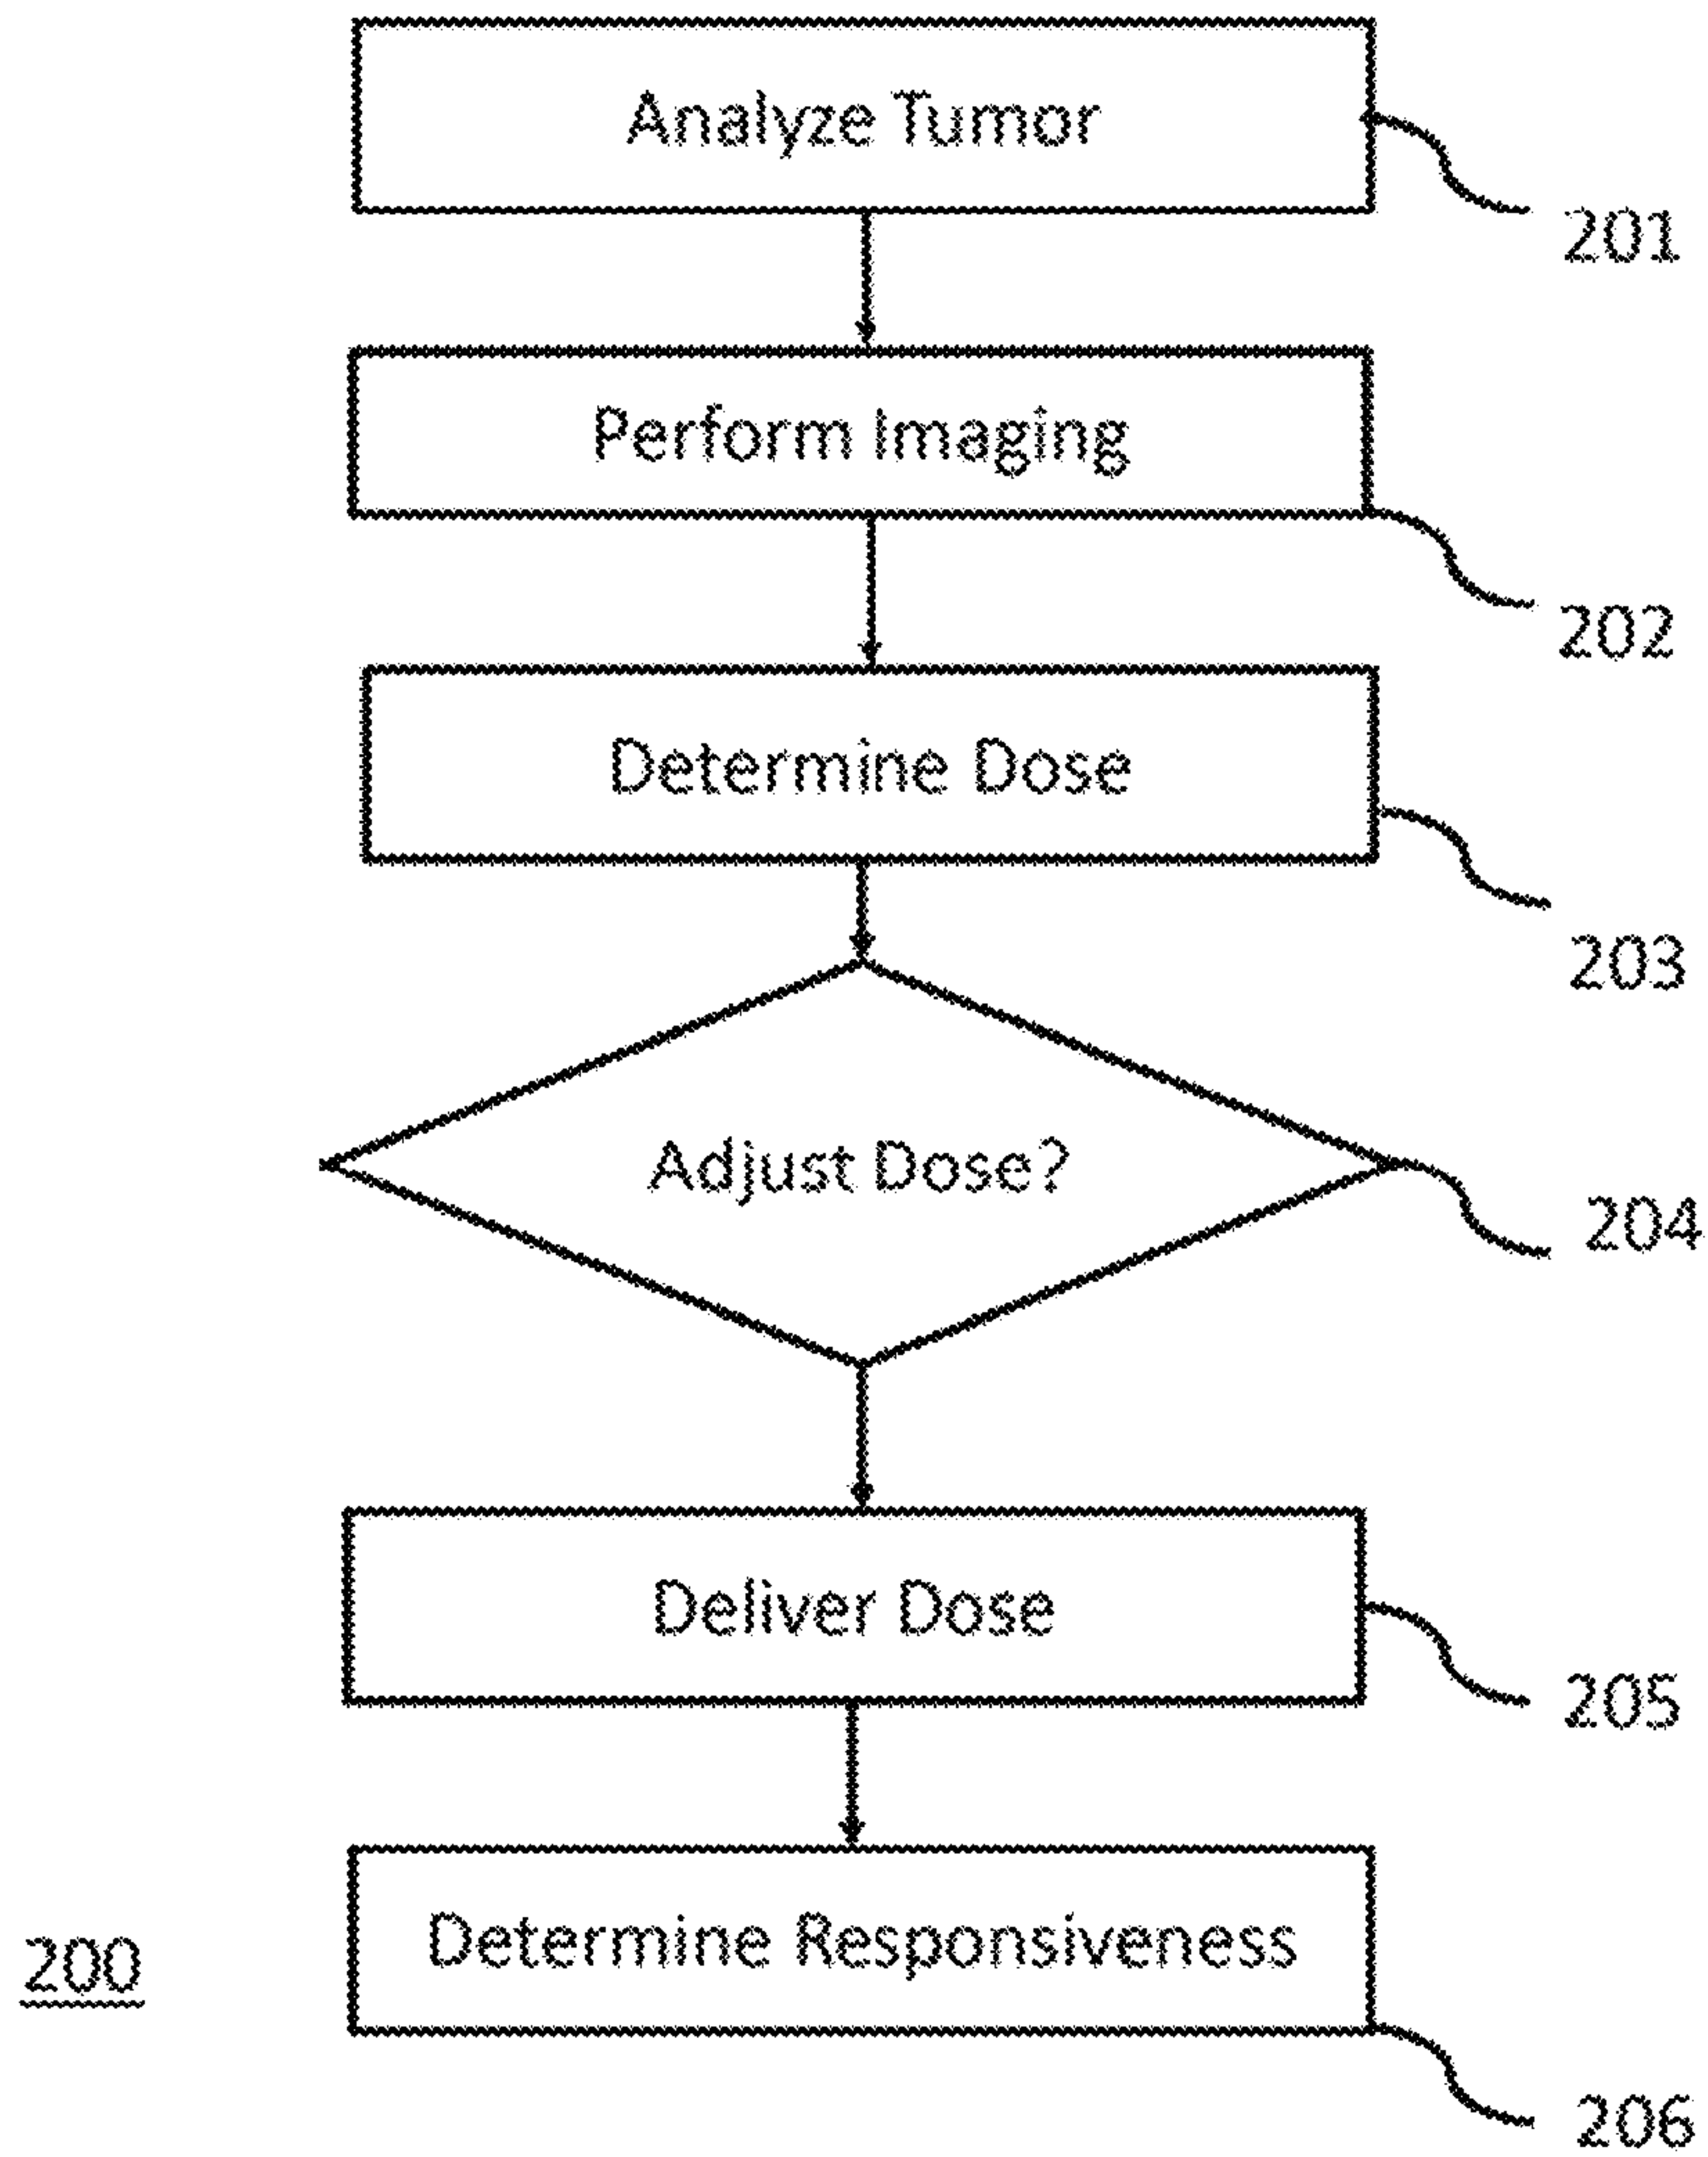 Analyze Tumor
201
Perform Imaging
202
Determine Dose
203
Adjust Dose?
204
Deliver Dose
205
Determine Responsiveness
200
206